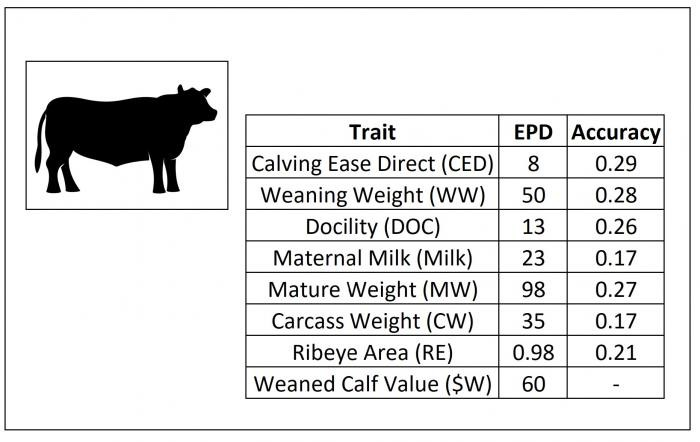 Trait EPD Accuracy
Calving Ease Direct (CED) 8 0.29
Weaning Weight (WW) 50 0.28
Docility (DOC) 13 0.26
Maternal Milk (Milk) 23 0.17
Mature Weight (MW) 98 0.27
Carcass Weight (CW) 35 0.17
Ribeye Area (RE) 0.98 0.21
Weaned Calf Value ($W) 60 -